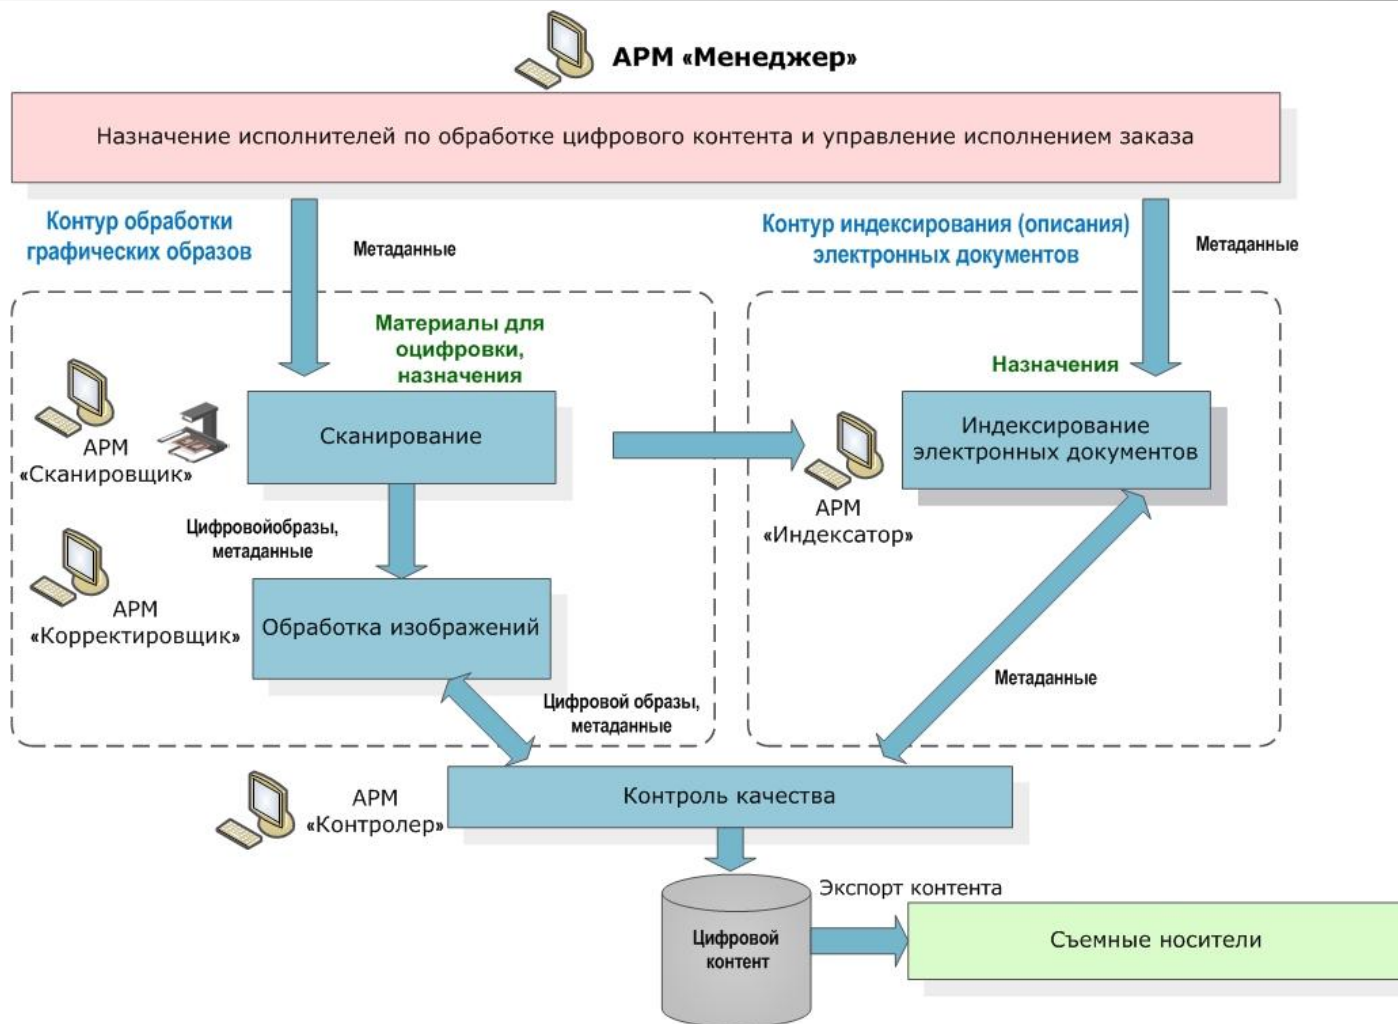 АРМ «Менеджер»
Назначение исполнителей по обработке цифрового контента и управление исполнением заказа
Контур обработки
графических образов
Метаданные
Контур индексирования (описания)
электронных документов
Метаданные
Материалы для
оцифровки,
назначения
Назначения
АРМ
«Сканировщик»
Сканирование
АРМ
«Индексатор»
Индексирование
электронных документов
Цифровойобразы,
метаданные
АРМ
«Корректировщик»
Обработка изображений
Цифровой образы,
метаданные
Метаданные
АРМ
«Контролер»
Контроль качества
Цифровой
контент
Экспорт контента
Съемные носители